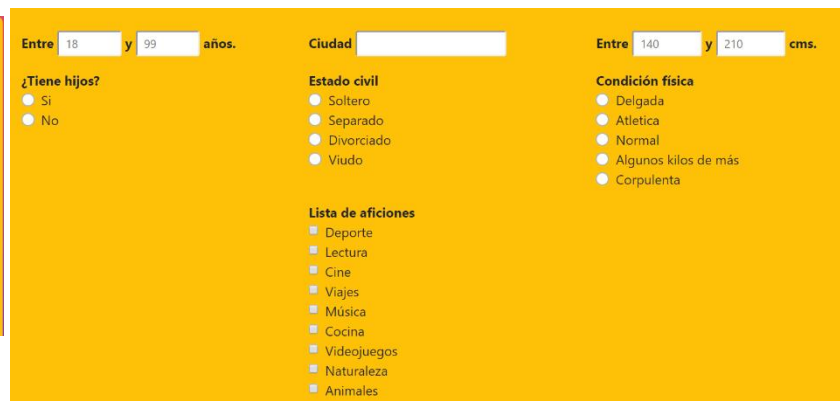 Entre 18 y 99 años.
¿Tiene hijos?
Si
No
Ciudad
Estado civil
Soltero
Separado
Divorciado
Viudo
Lista de aficiones
Deporte
Lectura
Cine
Viajes
Música
Cocina
Videojuegos
Naturaleza
Animales
Entre 140 y 210 cms.
Condición física
Delgada
Atletica
Normal
Algunos kilos de más
Corpulenta